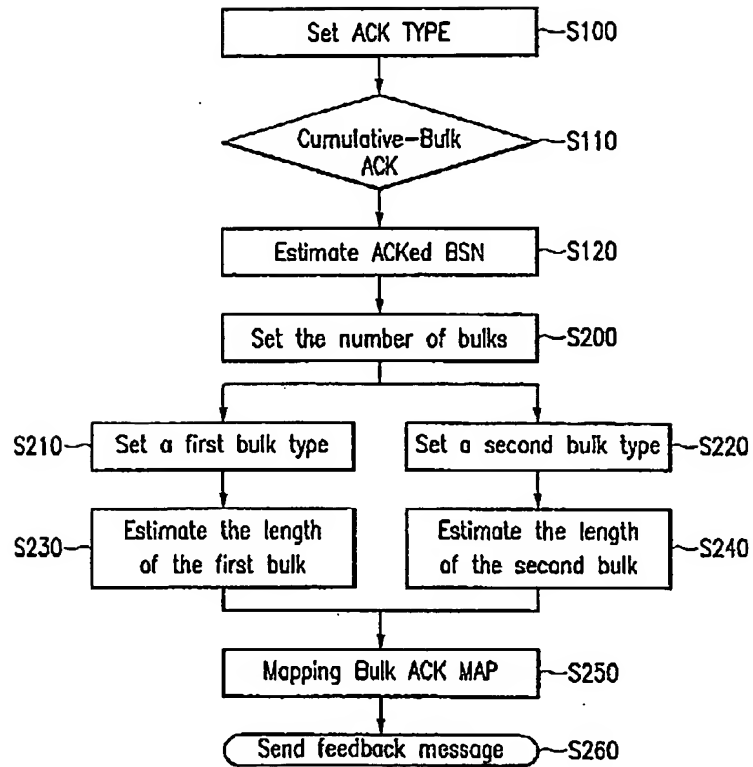 Set ACK TYPE
S100
Cumulative-Bulk
ACK
S110
Estimate ACKed BSN
S120
Set the number of bulks
S200
S210
Set a first bulk type
Set a second bulk type
S220
S230
Estimate the length
of the first bulk
Estimate the length
of the second bulk
S240
Mapping Bulk ACK MAP
S250
Send feedback message
S260